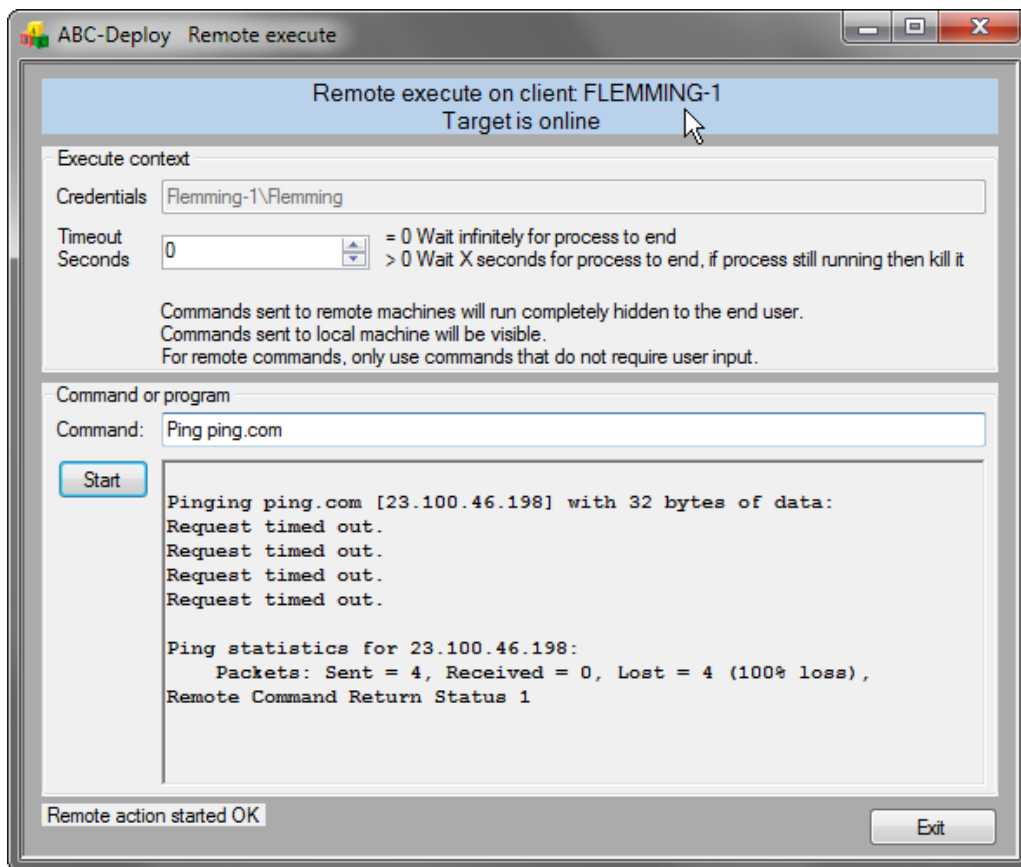 ABC-Deploy Remote execute
Remote execute on client: FLEMMING-1
Target is online
Execute context
Credentials Flemming-1\Flemming
Timeout
Seconds
0
= 0 Wait infinitely for process to end
> 0 Wait X seconds for process to end, if process still running then kill it
Commands sent to remote machines will run completely hidden to the end user.
Commands sent to local machine will be visible.
For remote commands, only use commands that do not require user input.
Command or program
Command: Ping ping.com
Start
Pinging ping.com [23.100.46.198] with 32 bytes of data:
Request timed out.
Request timed out.
Request timed out.
Request timed out.
Ping statistics for 23.100.46.198:
Packets: Sent = 4, Received = 0, Lost = 4 (100% loss),
Remote Command Return Status 1
Remote action started OK
Exit